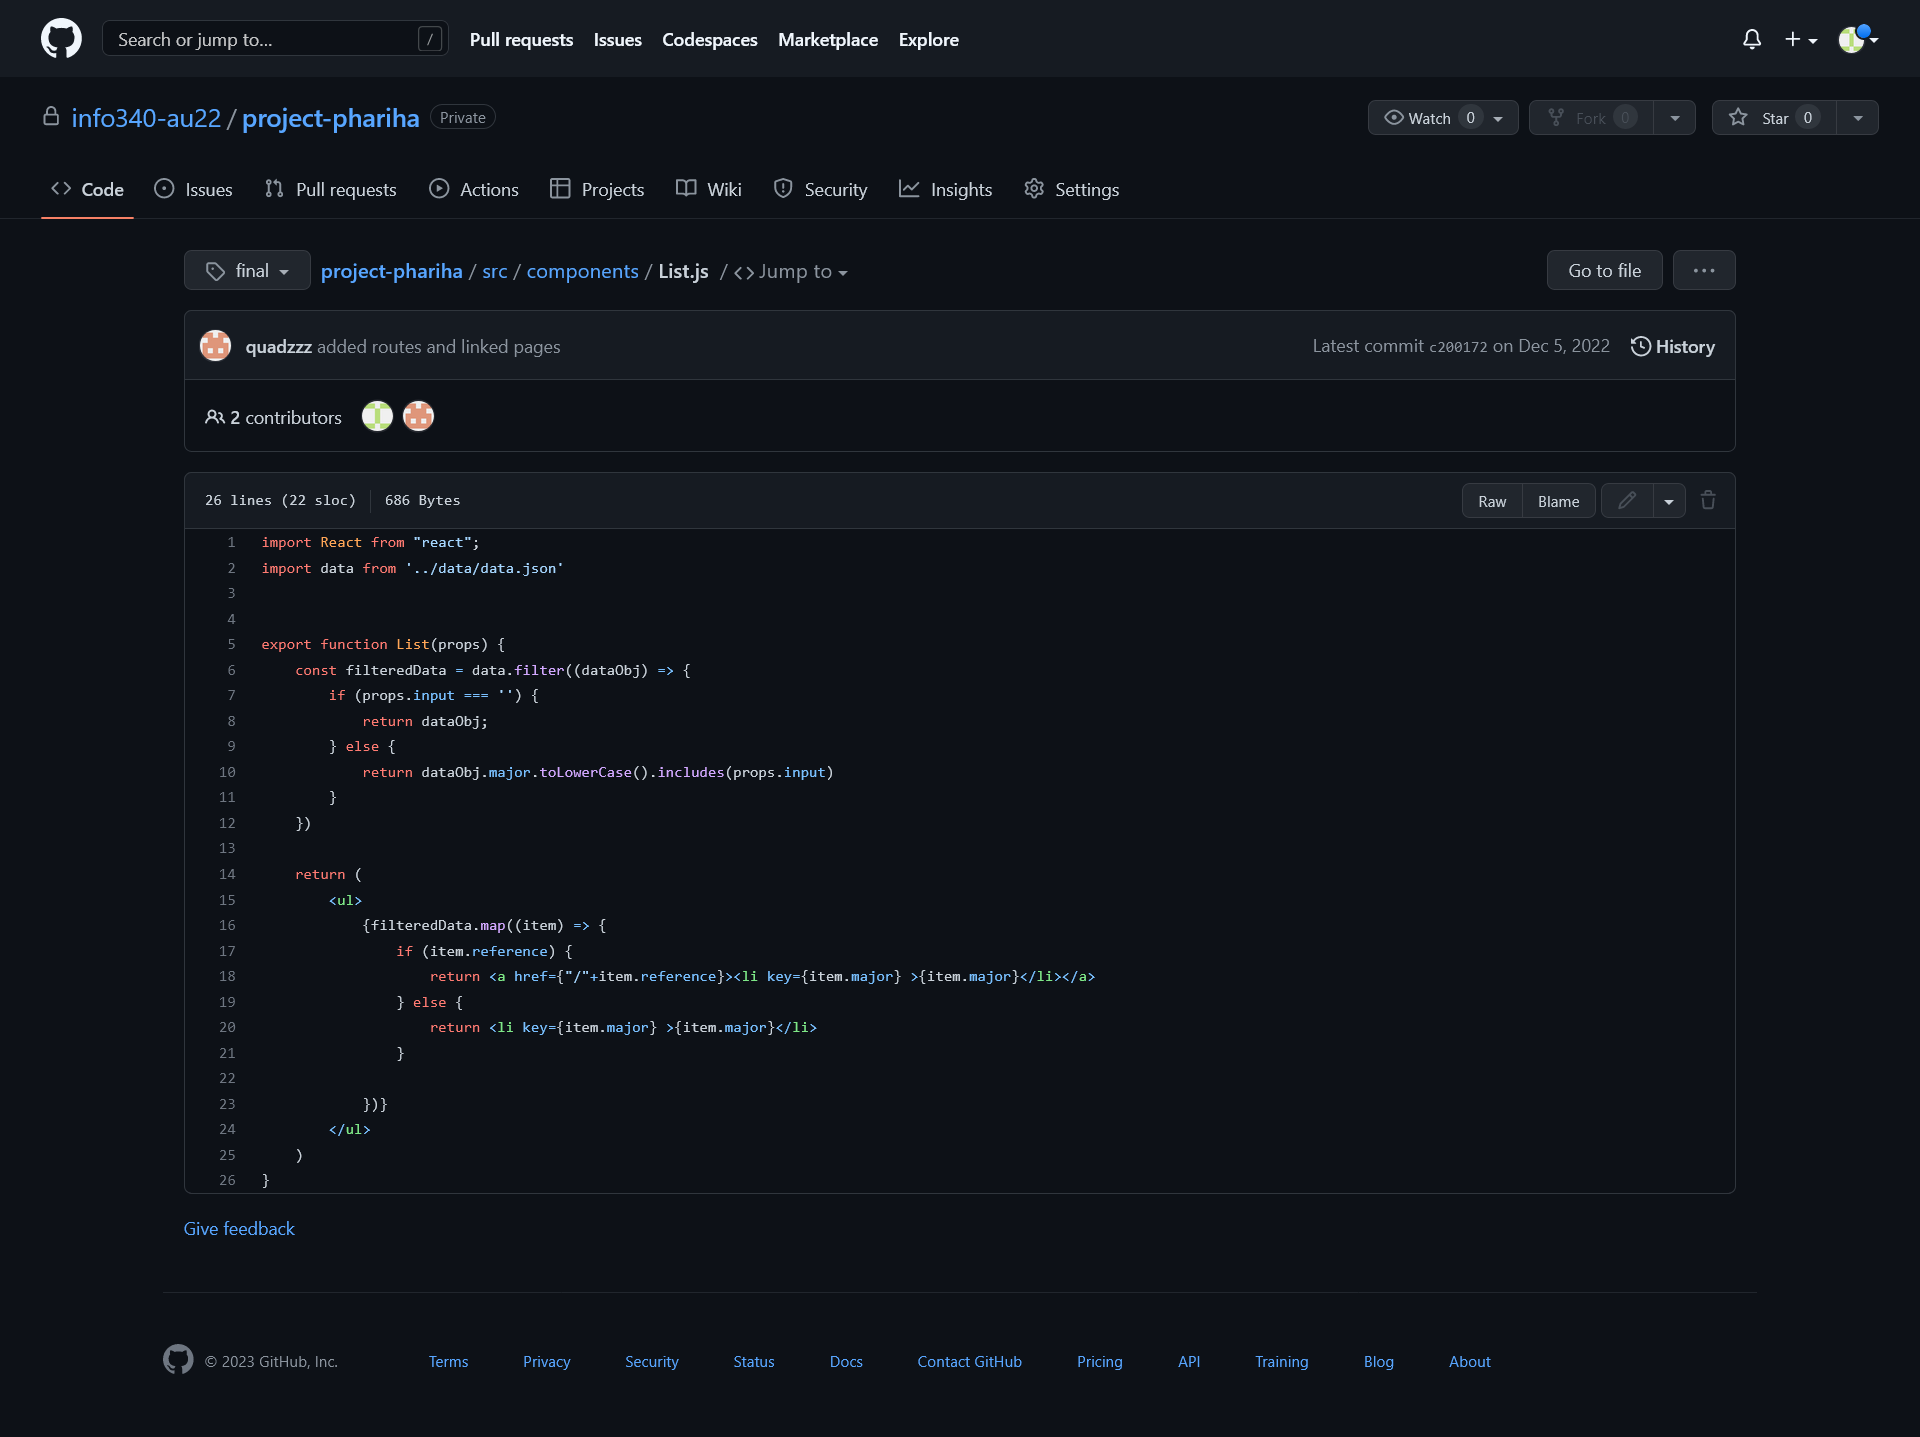 Search or jump to... /
Pull requests Issues Codespaces Marketplace Explore
info340-au22 / project-phariha Private
Watch 0 Fork 0 Star 0
Code Issues Pull requests Actions Projects Wiki Security Insights Settings
final project-phariha / src / components / List.js / <> Jump to Go to file ...
quadzzz added routes and linked pages Latest commit c200172 on Dec 5, 2022 History
2 contributors
26 lines (22 sloc) 686 Bytes Raw Blame
1 import React from "react";
2 import data from '../data/data.json'
3
4
5 export function List(props) {
6     const filteredData = data.filter((dataObj) => {
7         if (props.input === '') {
8             return dataObj;
9         } else {
10             return dataObj.major.toLowerCase().includes(props.input)
11         }
12     })
13
14     return (
15         <ul>
16             {filteredData.map((item) => {
17                 if (item.reference) {
18                     return <a href={"/"+item.reference}><li key={item.major} >{item.major}</li></a>
19                 } else {
20                     return <li key={item.major} >{item.major}</li>
21                 }
22
23             })}
24         </ul>
25     )
26 }
Give feedback
© 2023 GitHub, Inc. Terms Privacy Security Status Docs Contact GitHub Pricing API Training Blog About